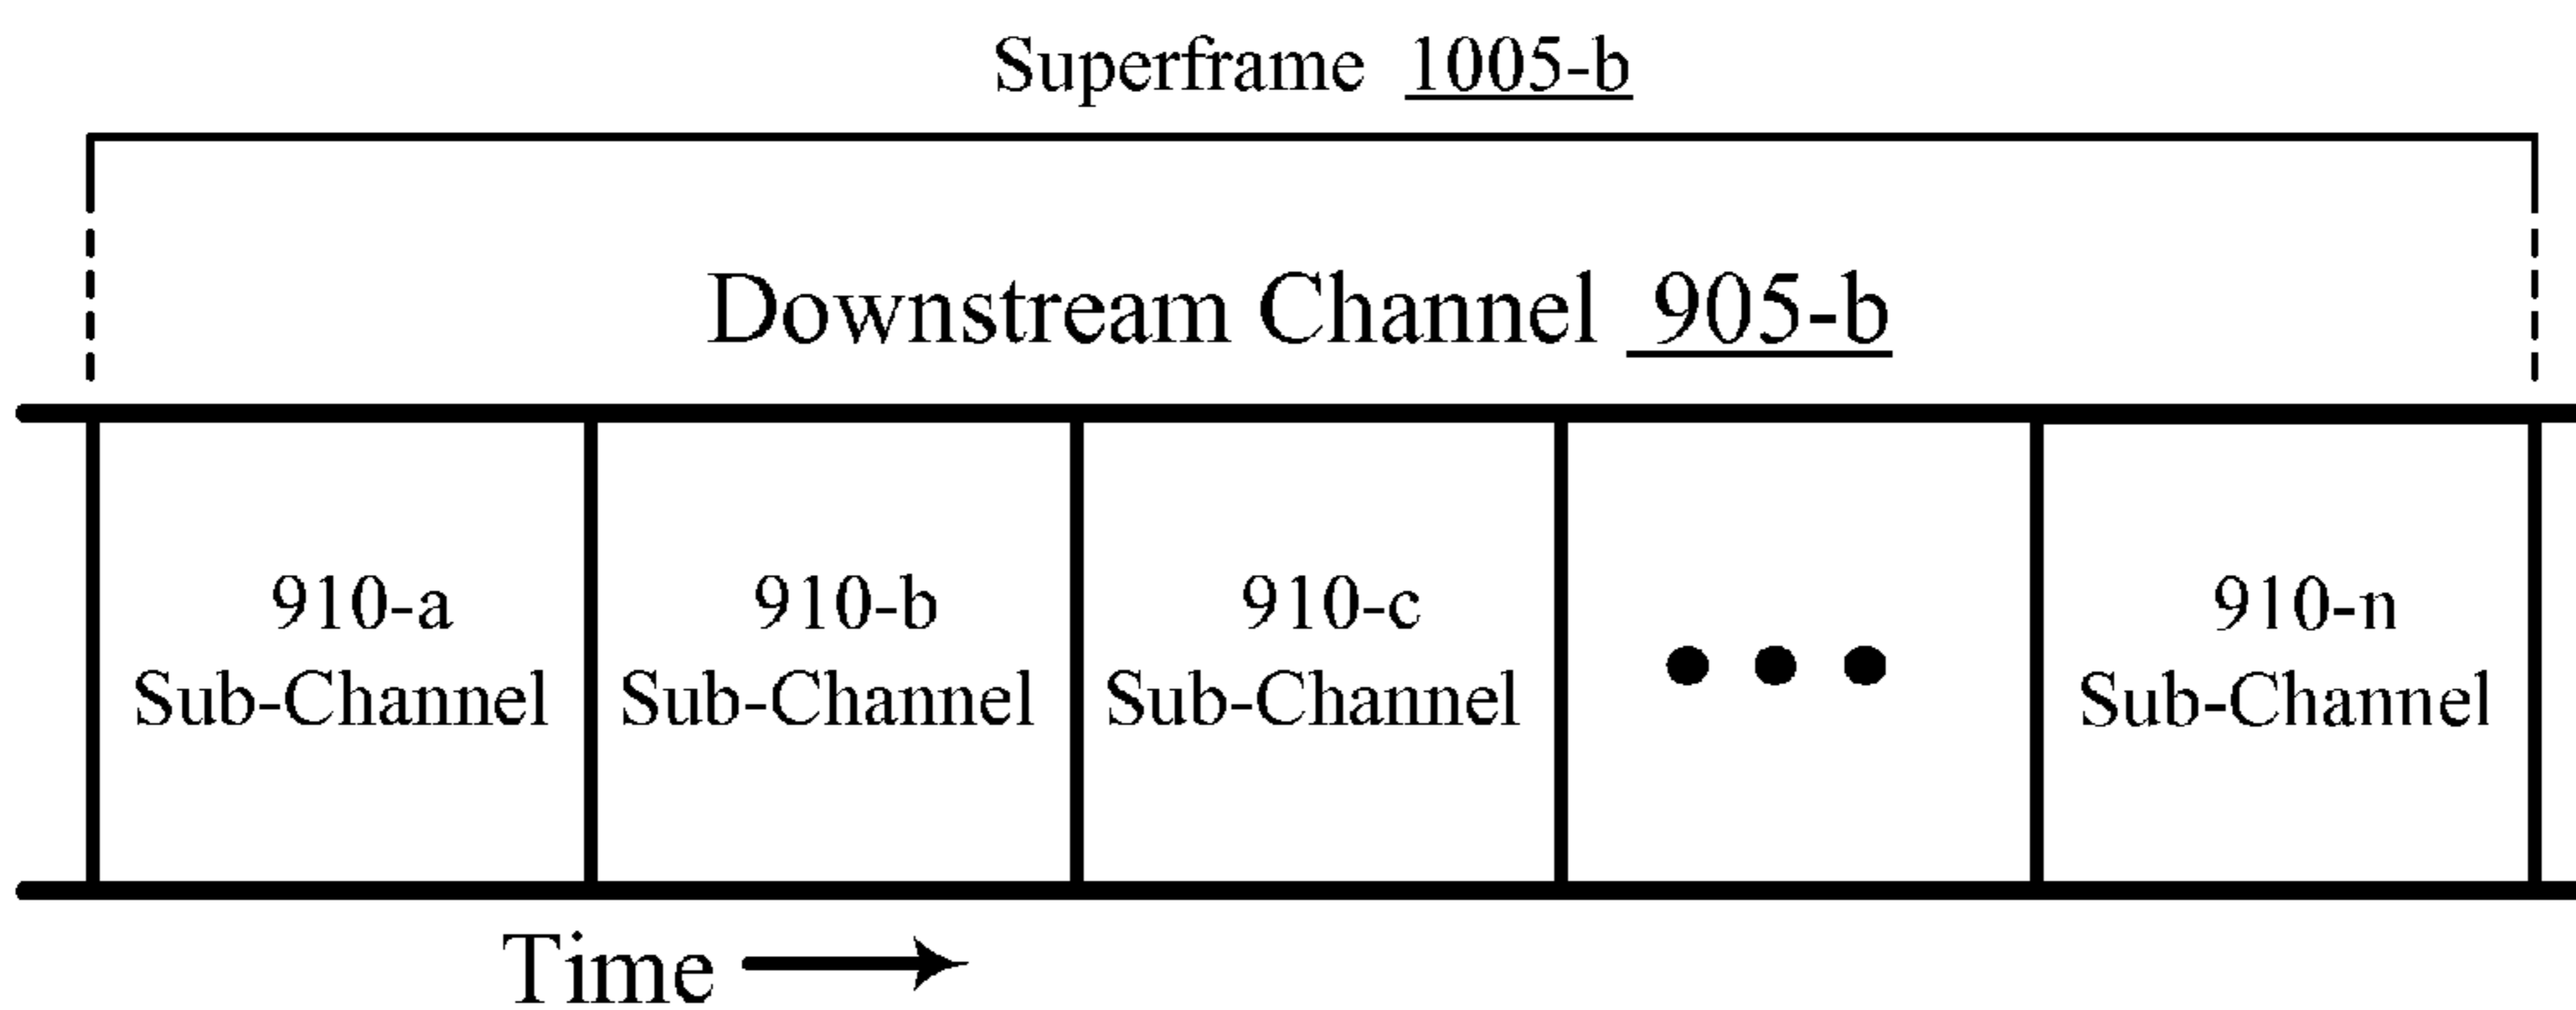 Superframe 1005-b
Downstream Channel 905-b
910-a
Sub-Channel
910-b
Sub-Channel
910-c
Sub-Channel
910-n
Sub-Channel
Time